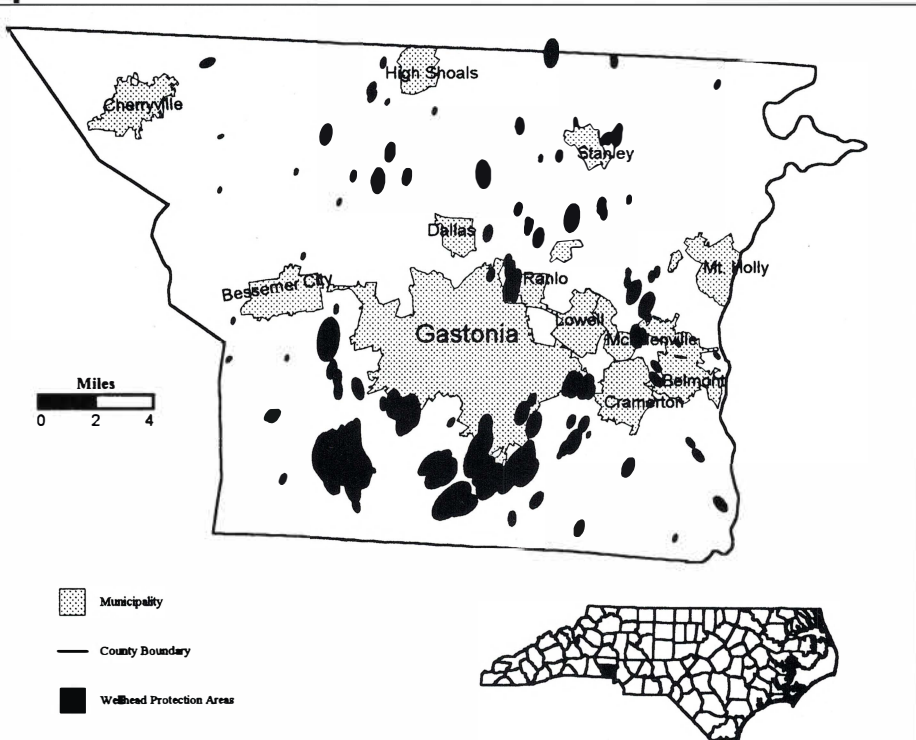 High Shoals
Cherryville
Stanley
Dallas
Mt. Holly
Ranlo
Bessemer City
Lowell
Gastonia
McAdenville
Belmont
Cramerton
Miles
0 2 4
Municipality
County Boundary
Wellhead Protection Areas